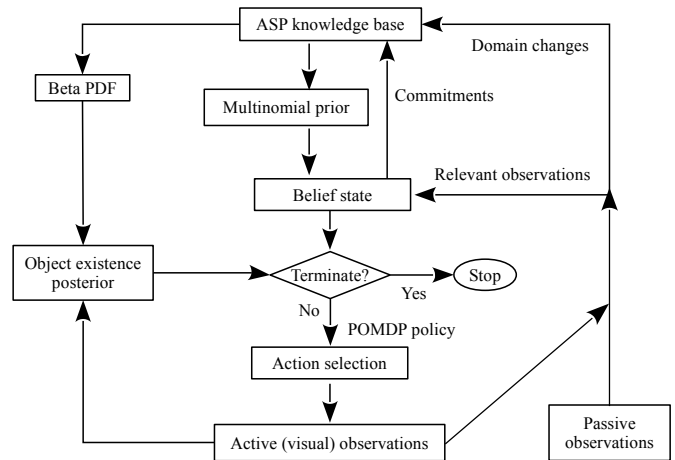 ASP knowledge base
Domain changes
Beta PDF
Commitments
Multinomial prior
Relevant observations
Belief state
Object existence
posterior
Terminate?
Stop
Yes
No
POMDP policy
Action selection
Active (visual) observations
Passive
observations